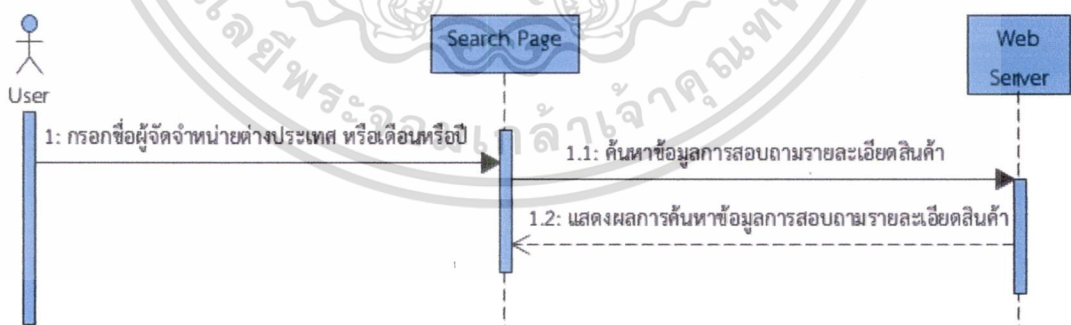 Search Page
Web
Server
User
1: กรอกชื่อผู้จัดจำหน่ายต่างประเทศ หรือเดือนหรือปี
1.1: ค้นหาข้อมูลการสอบถามรายละเอียดสินค้า
1.2: แสดงผลการค้นหาข้อมูลการสอบถามรายละเอียดสินค้า